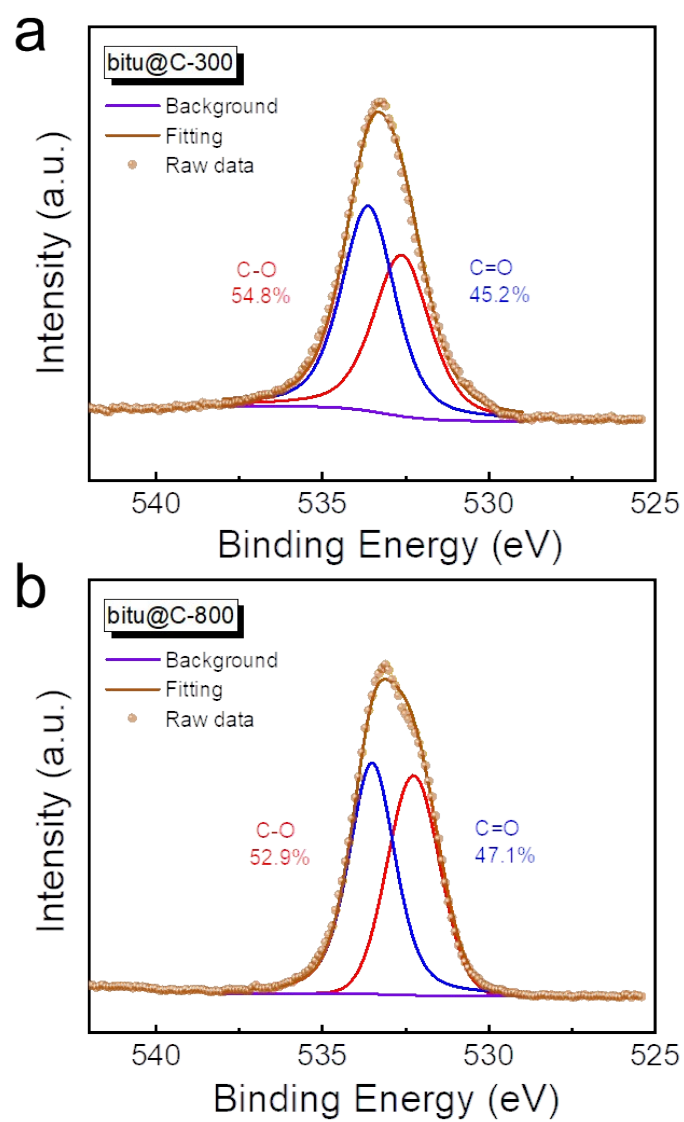 a
bitu@C-300
Background
Fitting
Raw data
C-O
54.8%
C=O
45.2%
Intensity (a.u.)
540 535 530 525
Binding Energy (eV)
b
bitu@C-800
Background
Fitting
Raw data
C-O
52.9%
C=O
47.1%
Intensity (a.u.)
540 535 530 525
Binding Energy (eV)